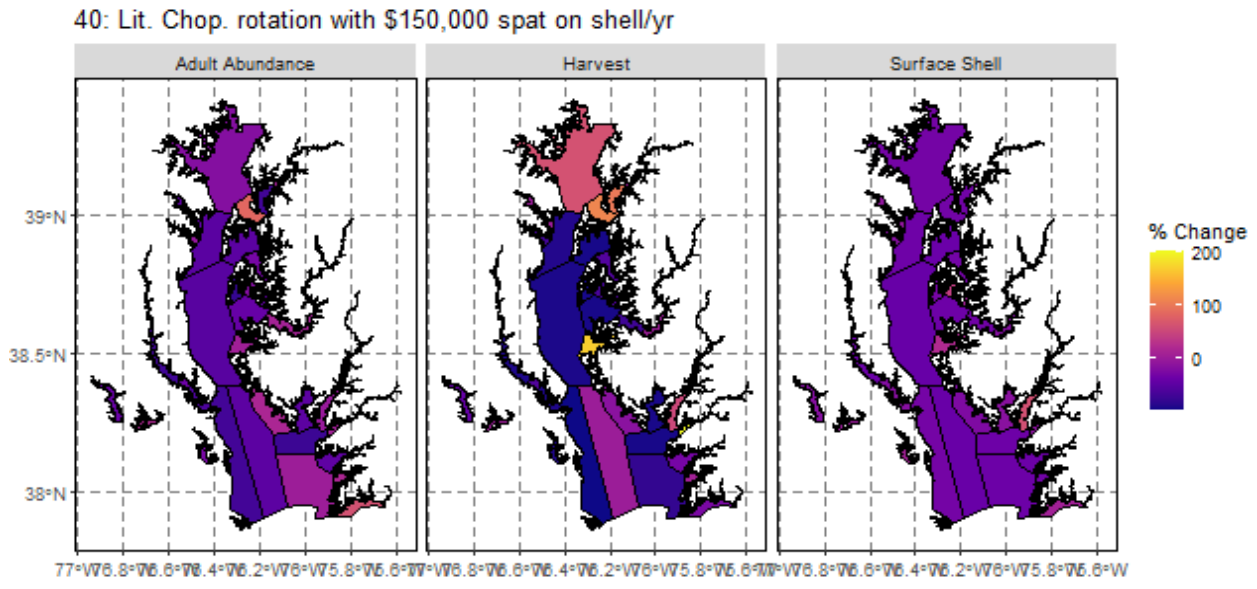 40: Lit. Chop. rotation with $150,000 spat on shell/yr
Adult Abundance Harvest Surface Shell
% Change
200
100
0
39°N
38.5°N
38°N